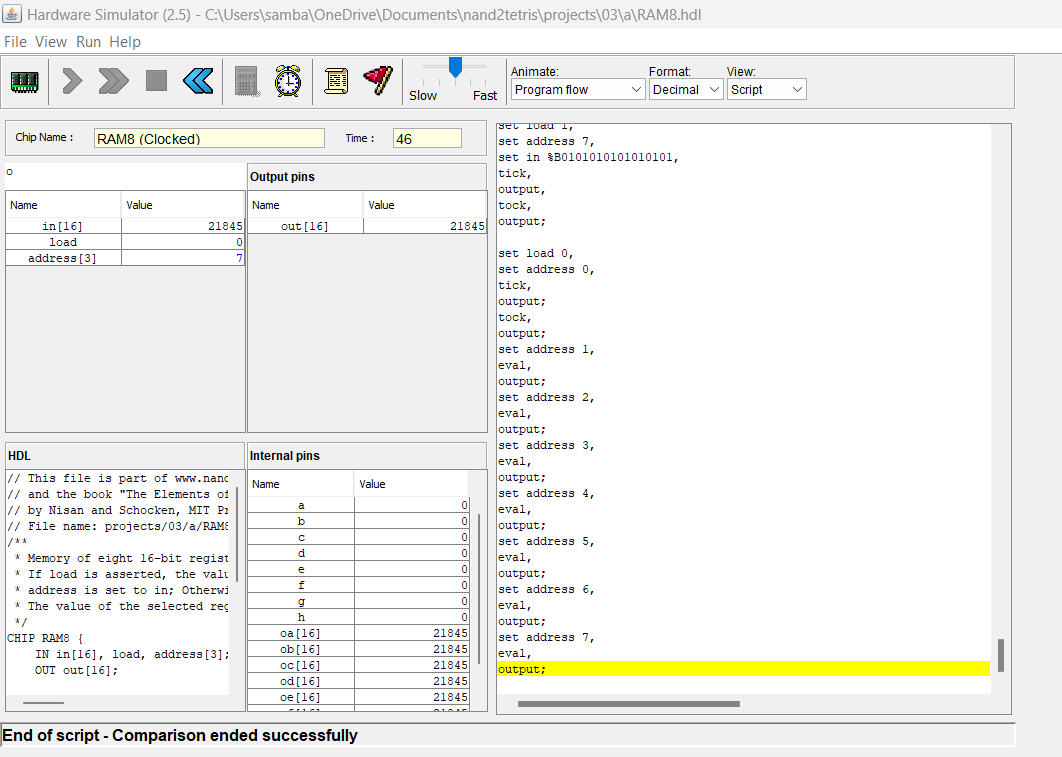 Hardware Simulator (2.5) - C:\Users\samba\OneDrive\Documents\nand2tetris\projects\03\a\RAM8.hdl
File View Run Help
Slow Fast
Animate:
Program flow
Format:
Decimal
View:
Script
Chip Name :
RAM8 (Clocked)
Time :
46
o
Name Value
in[16] 21845
load 0
address[3] 7
Output pins
Name Value
out[16] 21845
HDL
// This file is part of www.nand
// and the book "The Elements of
// by Nisan and Schocken, MIT Pr
// File name: projects/03/a/RAM8
/**
* Memory of eight 16-bit regist
* If load is asserted, the valu
* address is set to in; Otherwi
* The value of the selected reg
*/
CHIP RAM8 {
IN in[16], load, address[3];
OUT out[16];
Internal pins
Name Value
a 0
b 0
c 0
d 0
e 0
f 0
g 0
h 0
oa[16] 21845
ob[16] 21845
oc[16] 21845
od[16] 21845
oe[16] 21845
set load 1,
set address 7,
set in %B0101010101010101,
tick,
output,
tock,
output;
set load 0,
set address 0,
tick,
output;
tock,
output;
set address 1,
eval,
output;
set address 2,
eval,
output;
set address 3,
eval,
output;
set address 4,
eval,
output;
set address 5,
eval,
output;
set address 6,
eval,
output;
set address 7,
eval,
output;
End of script - Comparison ended successfully